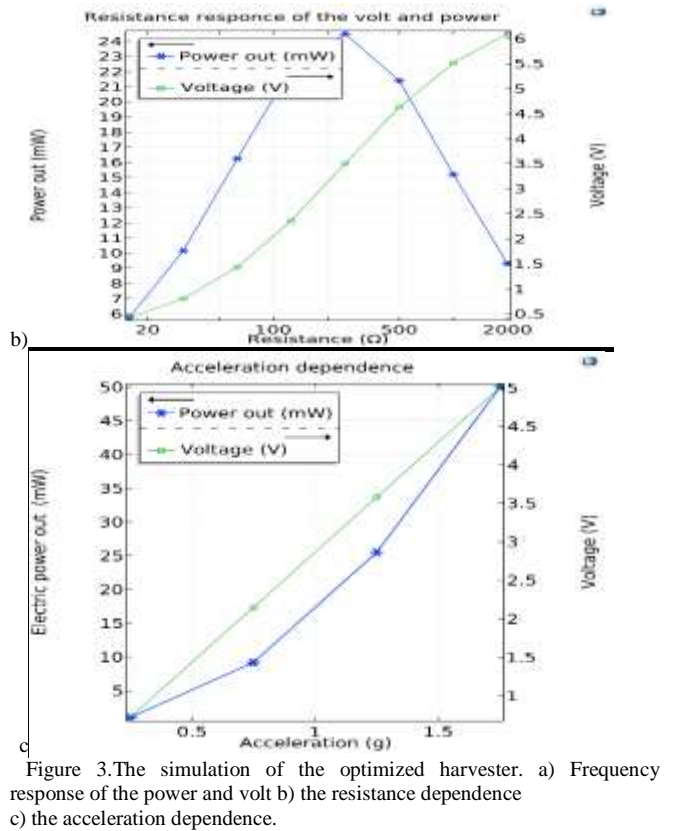 Resistance responce of the volt and power
24
23
22
21
20
19
18
17
16
15
14
13
12
11
10
9
8
7
6
Power out (mW)
Power out (mW)
Voltage (V)
6
5.5
5
4.5
4
3.5
3
2.5
2
1.5
1
0.5
Voltage (V)
20 100 500 2000
Resistance (Ω)
b)
Acceleration dependence
50
45
40
35
30
25
20
15
10
5
Electric power out (mW)
Power out (mW)
Voltage (V)
5
4.5
4
3.5
3
2.5
2
1.5
1
Voltage (V)
0.5 1 1.5
Acceleration (g)
c
Figure 3.The simulation of the optimized harvester. a) Frequency
response of the power and volt b) the resistance dependence
c) the acceleration dependence.